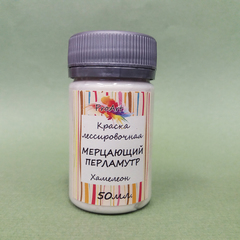 Краска
лессировочная
МЕРЦАЮЩИЙ
ПЕРЛАМУТР
Хамелеон
50мл.